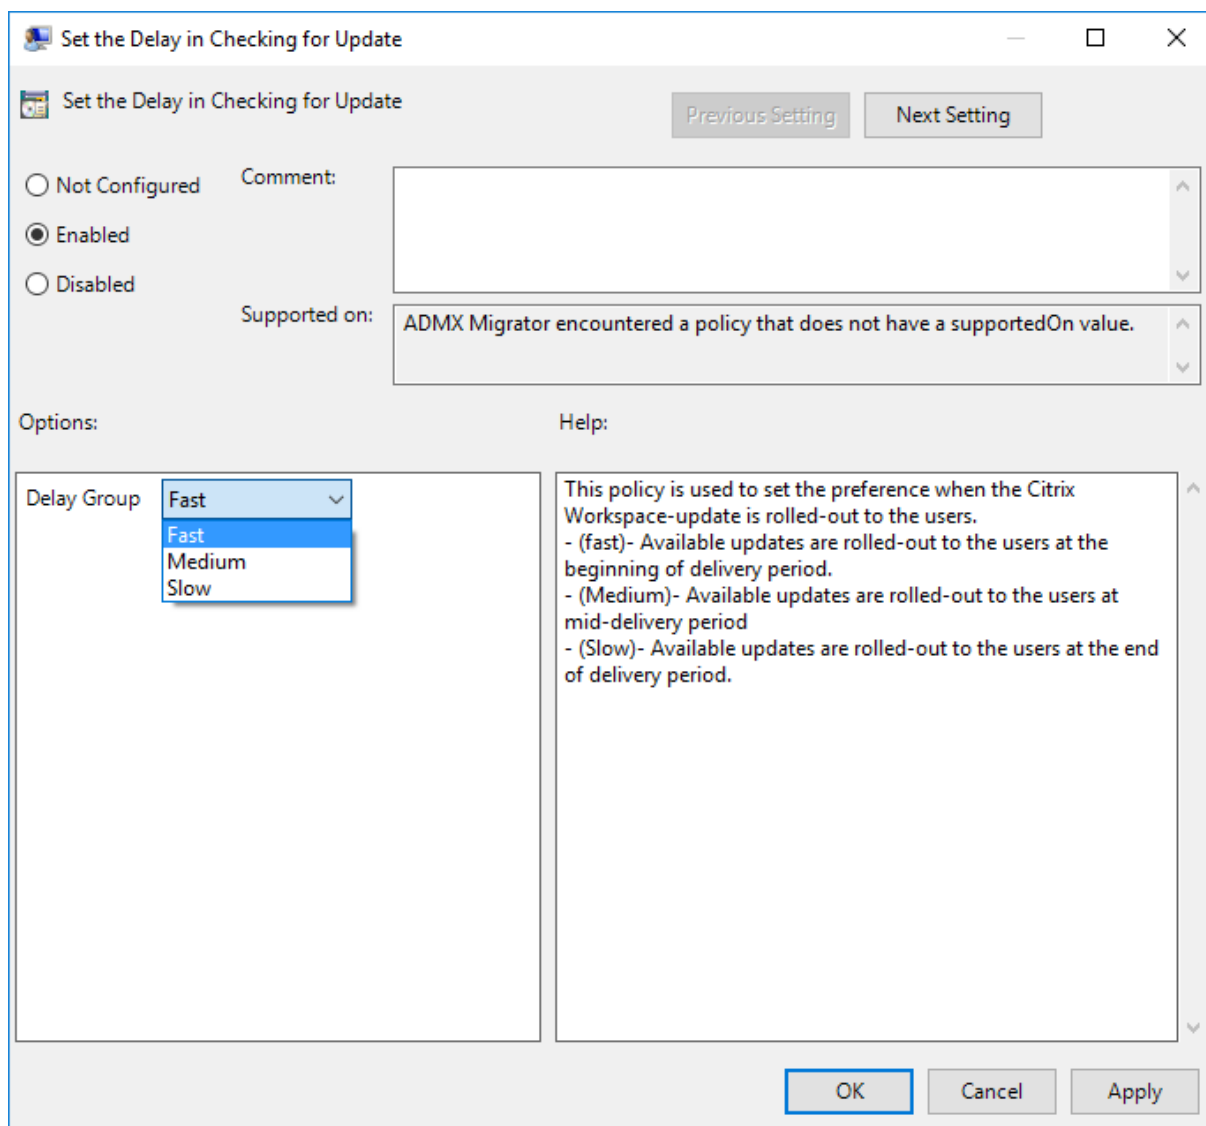 Set the Delay in Checking for Update
Set the Delay in Checking for Update
Previous Setting
Next Setting
Not Configured
Enabled
Disabled
Comment:
Supported on:
ADMX Migrator encountered a policy that does not have a supportedOn value.
Options:
Help:
Delay Group
Fast
Fast
Medium
Slow
This policy is used to set the preference when the Citrix
Workspace-update is rolled-out to the users.
- (fast)- Available updates are rolled-out to the users at the
beginning of delivery period.
- (Medium)- Available updates are rolled-out to the users at
mid-delivery period
- (Slow)- Available updates are rolled-out to the users at the end
of delivery period.
OK
Cancel
Apply